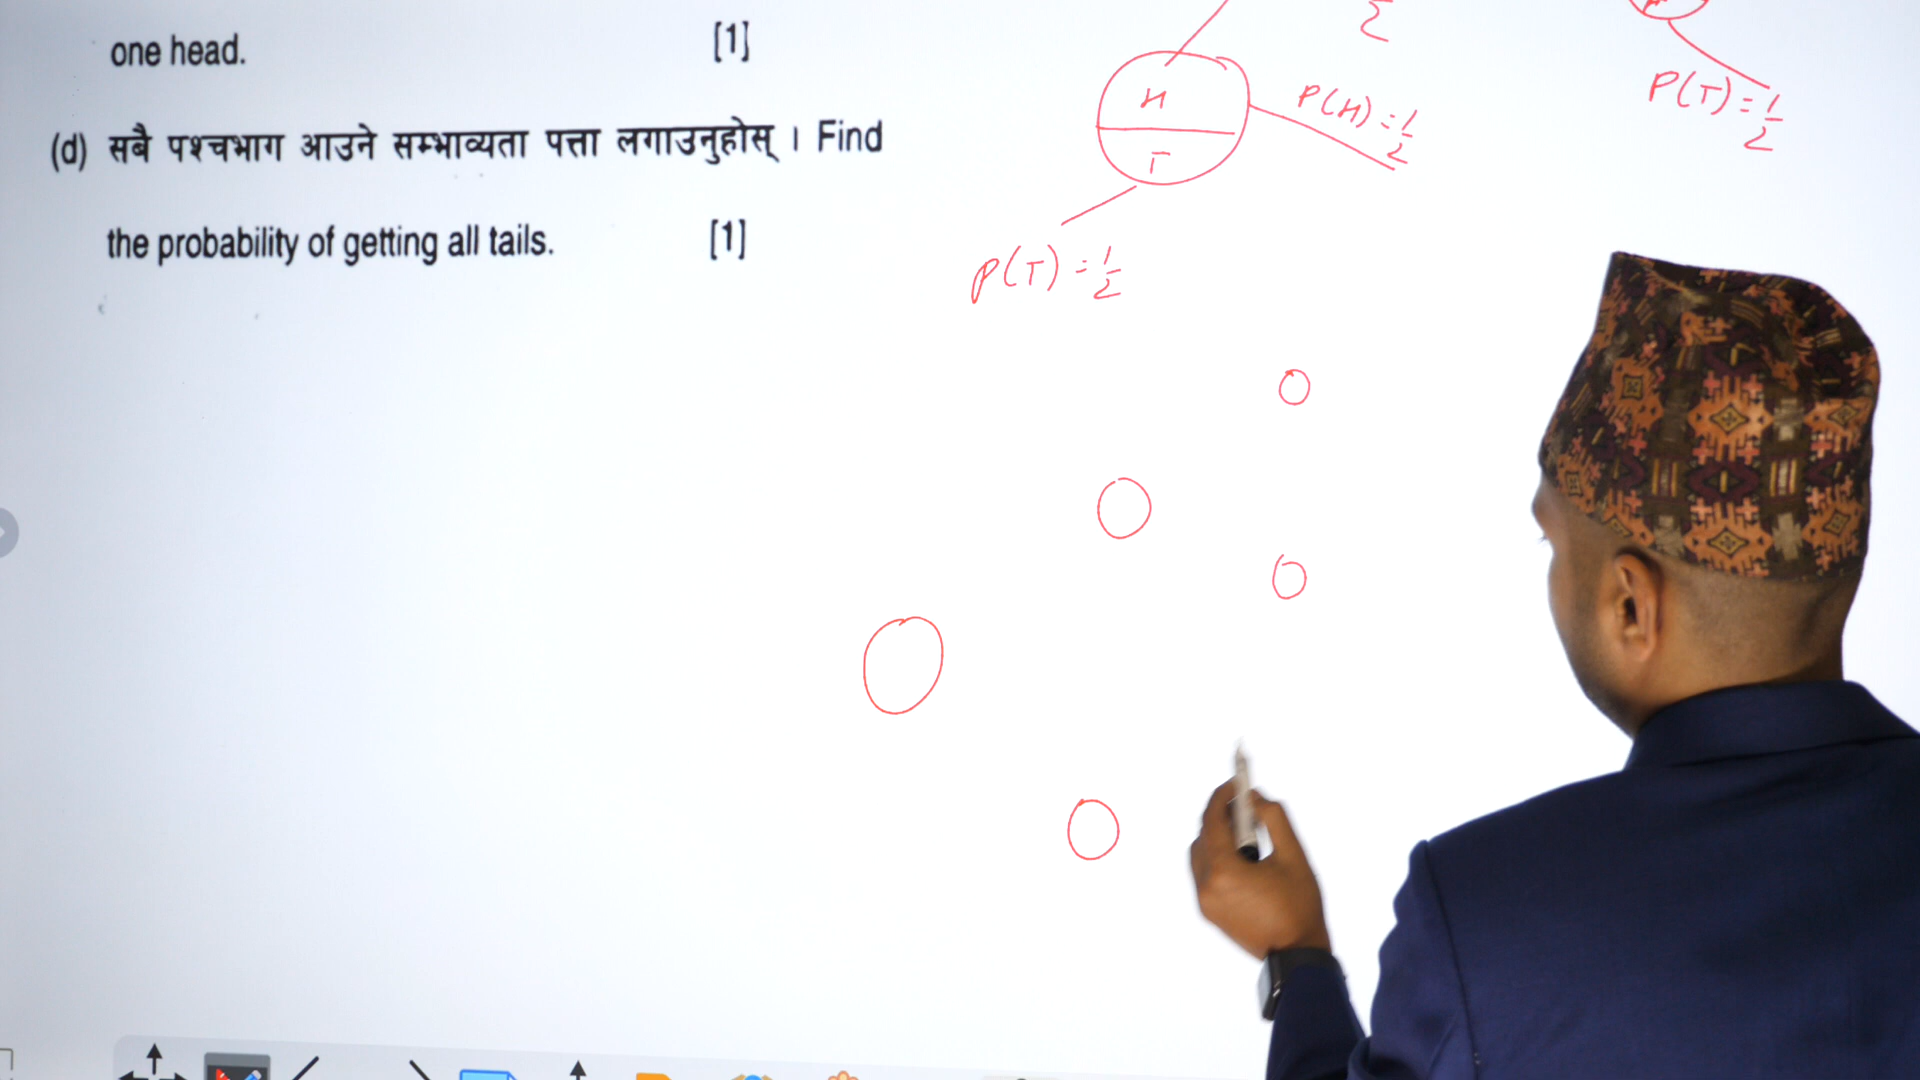 one head. [1]
(d) सबै पश्चभाग आउने सम्भाव्यता पत्ता लगाउनुहोस् । Find
the probability of getting all tails. [1]
H
T
P(H) = 1/2
P(T) = 1/2
P(T) = 1/2